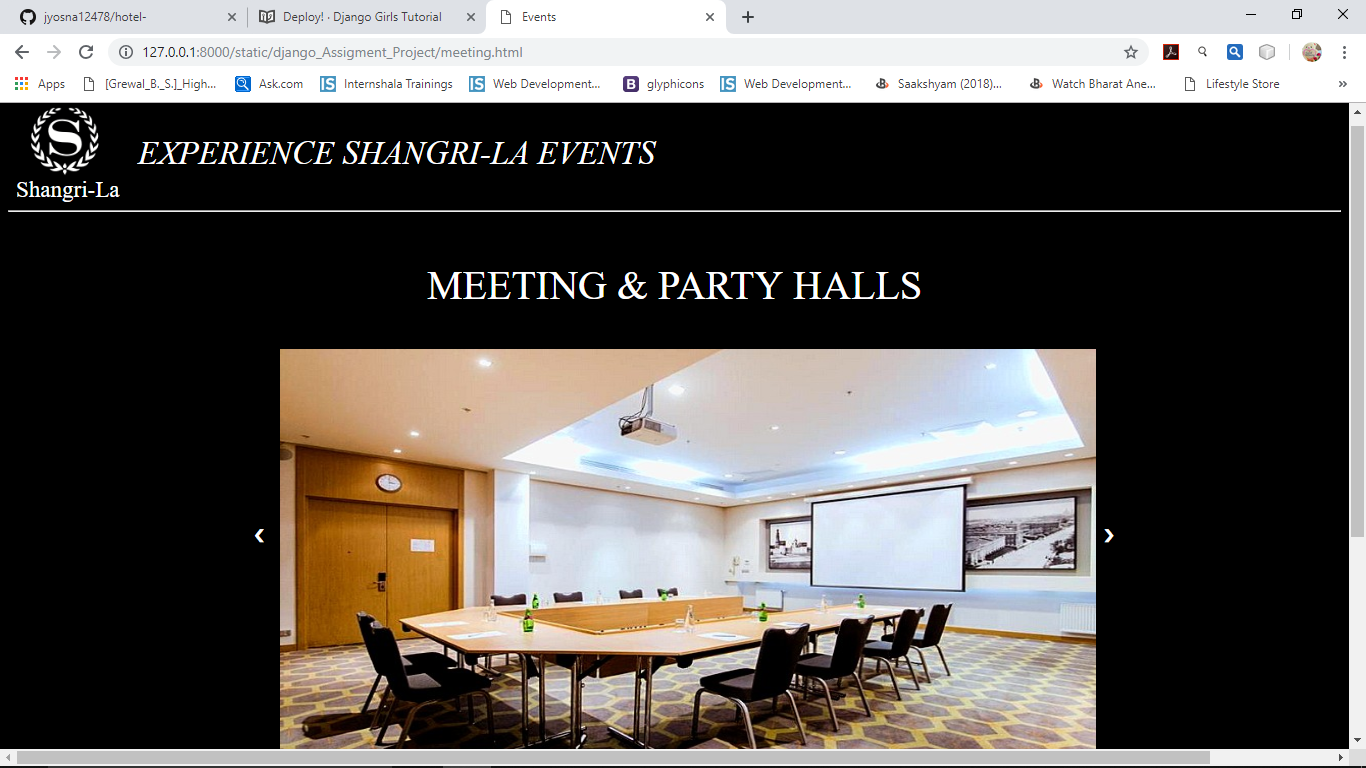 jyosna12478/hotel-
Deploy! · Django Girls Tutorial
Events
127.0.0.1:8000/static/django_Assigment_Project/meeting.html
Apps
[Grewal_B._S.]_High...
Ask.com
Internshala Trainings
Web Development...
glyphicons
Web Development...
Saakshyam (2018)...
Watch Bharat Ane...
Lifestyle Store
S
Shangri-La
EXPERIENCE SHANGRI-LA EVENTS
MEETING & PARTY HALLS